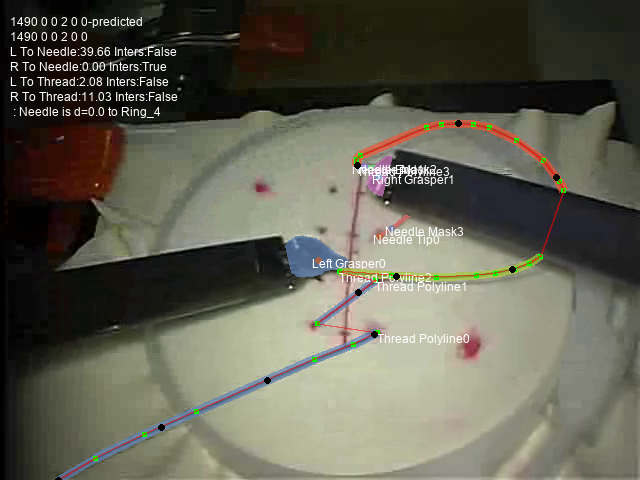 1490 0 0 2 0 0-predicted
1490 0 0 2 0 0
L To Needle:39.66 Inters:False
R To Needle:0.00 Inters:True
L To Thread:2.08 Inters:False
R To Thread:11.03 Inters:False
: Needle is d=0.0 to Ring_4
Right Grasper1
Needle Mask3
Needle Tip0
Left Grasper0
Thread Polyline2
Thread Polyline1
Thread Polyline0